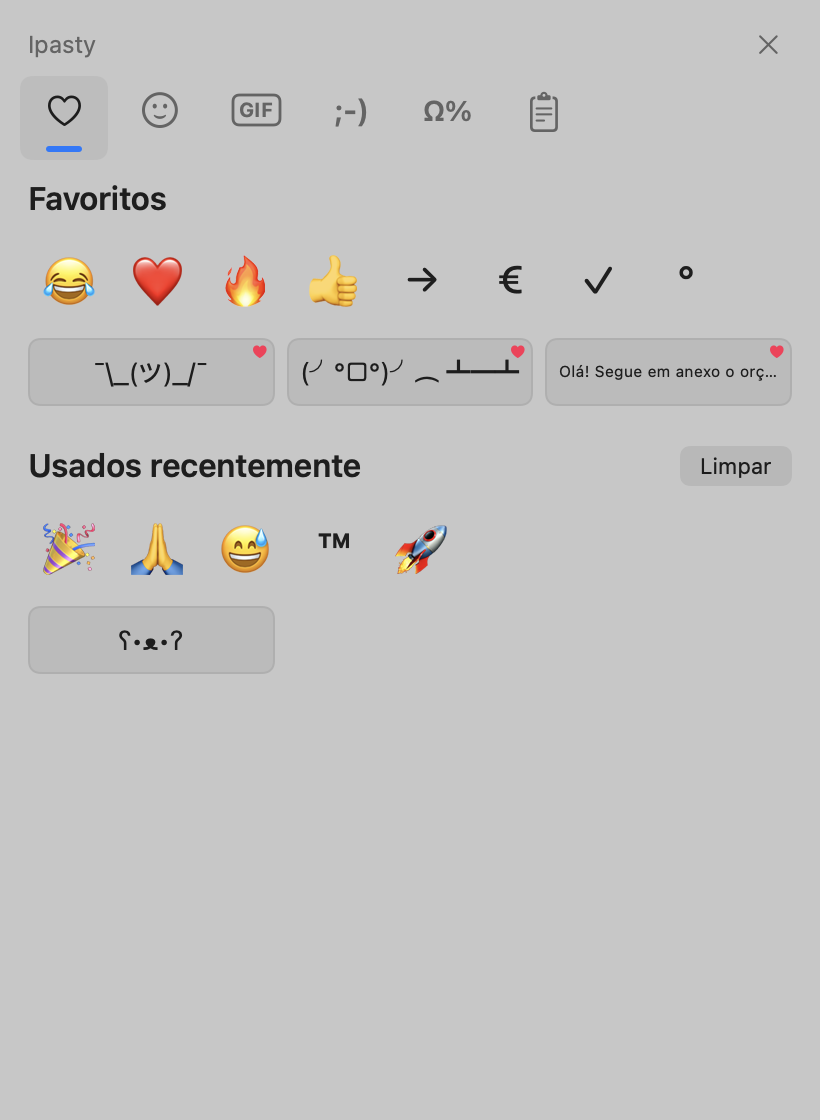 Ipasty
GIF ;-) Ω%
Favoritos
😂 ❤️ 🔥 👍 → € ✓ °
¯\_(ツ)_/¯ (╯°□°)╯︵ ┻━┻ Olá! Segue em anexo o orç...
Usados recentemente Limpar
🎉 🙏 😅 ™ 🚀
ʕ•ᴥ•ʔ